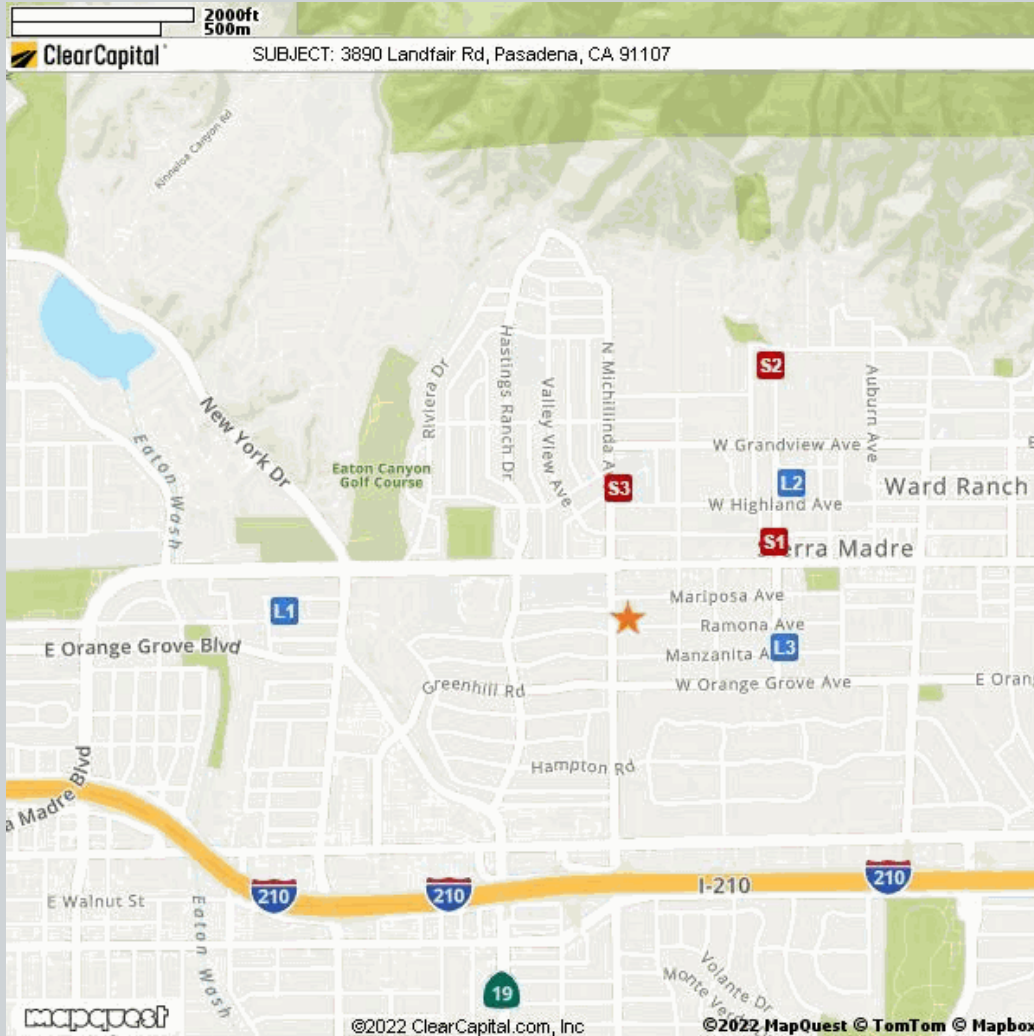 2000ft
500m
ClearCapital
SUBJECT: 3890 Landfair Rd, Pasadena, CA 91107
Kinneloa Canyon Rd
Hastings Ranch Dr
N Michillinda A
S2
Riviera Dr
Valley View Ave
Auburn Ave
New York Dr
W Grandview Ave
E
Eaton Wash
Eaton Canyon
Golf Course
S3
L2
Ward Ranch
W Highland Ave
S1
erra Madre
L1
Mariposa Ave
Ramona Ave
E Orange Grove Blvd
Manzanita A
L3
Greenhill Rd
W Orange Grove Ave
E Oran
Hampton Rd
a Madre Blvd
210
210
I-210
210
E Walnut St
Eaton Wash
Volante Dr
Monte Verd
19
mapquest
©2022 ClearCapital.com, Inc
©2022 MapQuest © TomTom © Mapbo